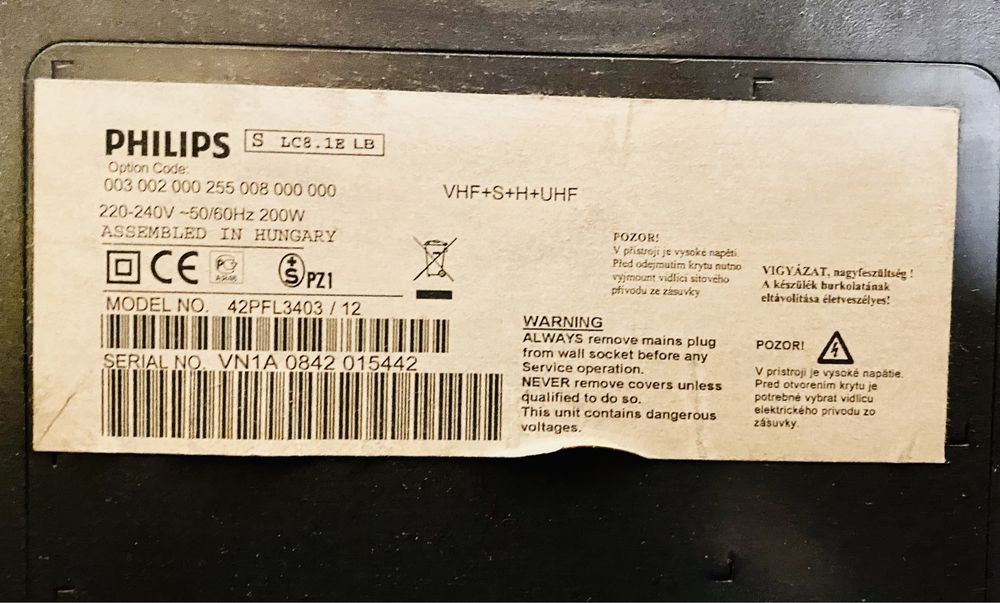 PHILIPS S LC8.1E LB
Option Code:
003 002 000 255 008 000 000
VHF+S+H+UHF
220-240V ~50/60Hz 200W
ASSEMBLED IN HUNGARY
CE
PZ1
MODEL NO. 42PFL3403 / 12
SERIAL NO. VN1A 0842 015442
WARNING
ALWAYS remove mains plug
from wall socket before any
Service operation.
NEVER remove covers unless
qualified to do so.
This unit contains dangerous
voltages.
POZOR!
V přístroji je vysoké napětí.
Před odejmutím krytu nutno
vyjmount vidlici síťového
přívodu ze zásuvky
VIGYÁZAT, nagyfeszültség !
A készülék burkolatának
eltávolítása életveszélyes!
POZOR!
V pristroji je vysoké napätie.
Pred otvorením krytu je
potrebné vybrat vidlicu
elektrického privodu zo
zásuvky.